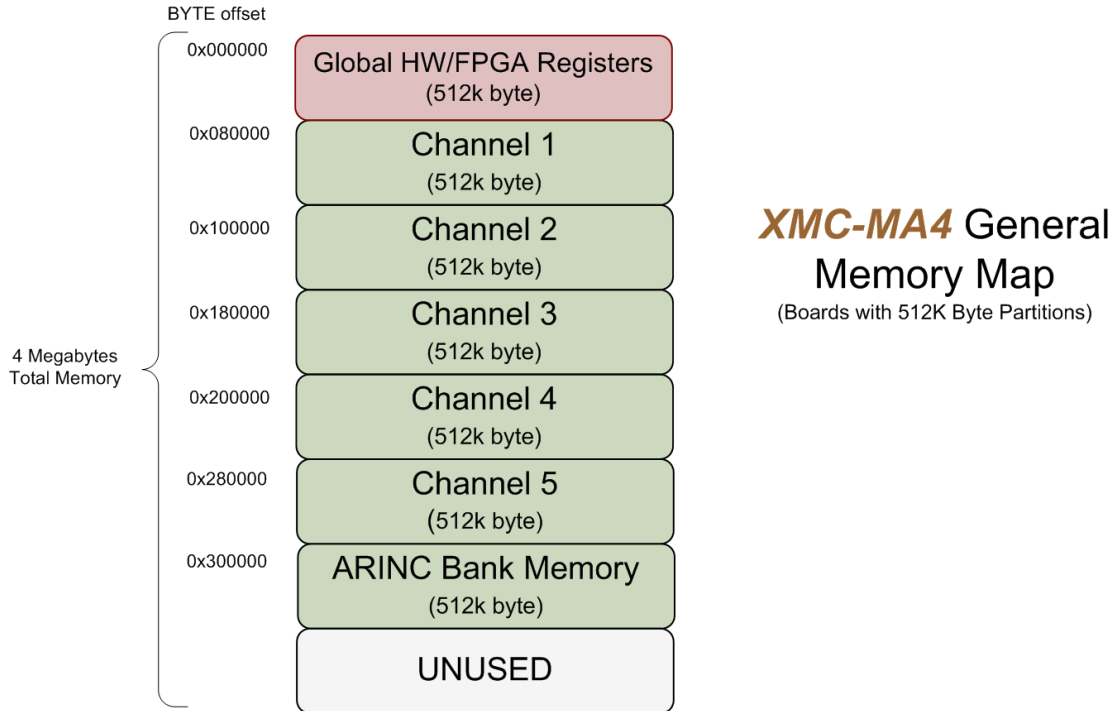 BYTE offset
0x000000
Global HW/FPGA Registers
(512k byte)
0x080000
Channel 1
(512k byte)
0x100000
Channel 2
(512k byte)
0x180000
Channel 3
(512k byte)
0x200000
Channel 4
(512k byte)
0x280000
Channel 5
(512k byte)
0x300000
ARINC Bank Memory
(512k byte)
UNUSED
4 Megabytes
Total Memory
XMC-MA4 General
Memory Map
(Boards with 512K Byte Partitions)